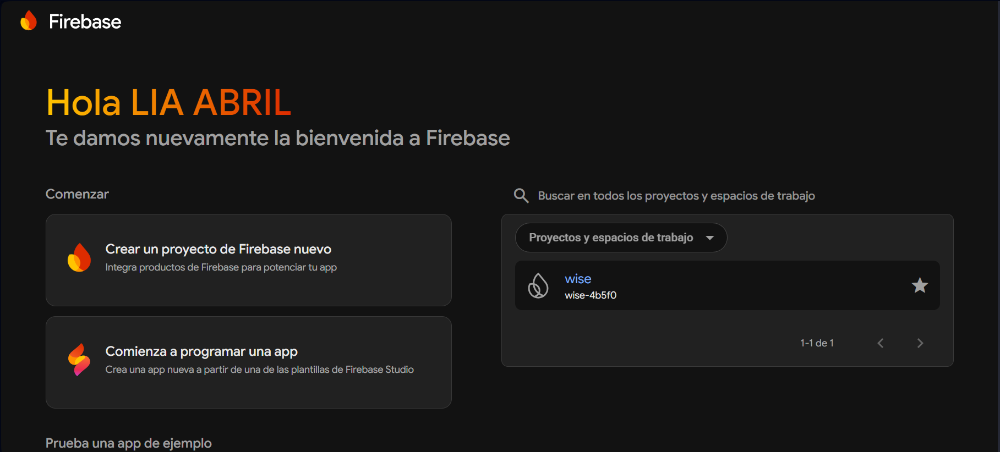 Firebase
Hola LIA ABRIL
Te damos nuevamente la bienvenida a Firebase
Comenzar
Crear un proyecto de Firebase nuevo
Integra productos de Firebase para potenciar tu app
Comienza a programar una app
Crea una app nueva a partir de una de las plantillas de Firebase Studio
Prueba una app de ejemplo
Buscar en todos los proyectos y espacios de trabajo
Proyectos y espacios de trabajo
wise
wise-4b5f0
1-1 de 1